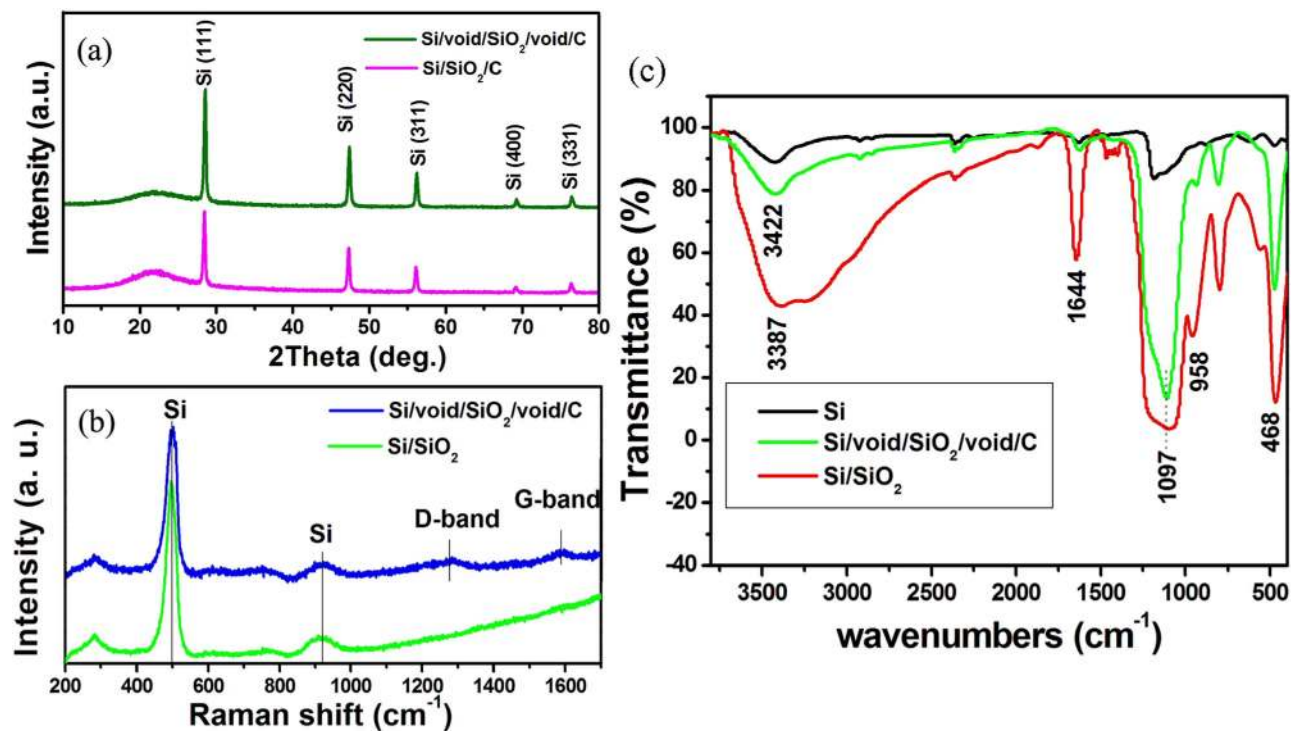 (a)
Si/void/SiO₂/void/C
Si/SiO₂/C
Si (111)
Si (220)
Si (311)
Si (400)
Si (331)
Intensity (a.u.)
10 20 30 40 50 60 70 80
2Theta (deg.)
(b)
Si/void/SiO₂/void/C
Si/SiO₂
Si
Si
D-band
G-band
Intensity (a. u.)
200 400 600 800 1000 1200 1400 1600
Raman shift (cm⁻¹)
(c)
100
80
60
40
20
0
-20
-40
Transmittance (%)
3422
3387
1644
1097
958
468
Si
Si/void/SiO₂/void/C
Si/SiO₂
3500 3000 2500 2000 1500 1000 500
wavenumbers (cm⁻¹)